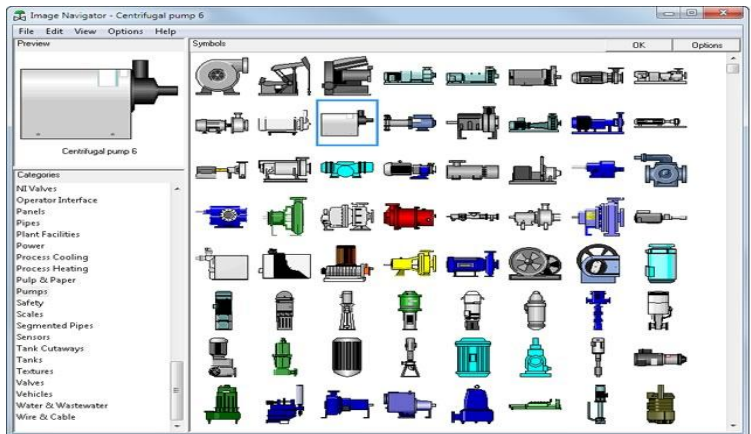 Image Navigator - Centrifugal pump 6
File Edit View Options Help
Preview
Symbols
OK
Options
Centrifugal pump 6
Categories
NI Valves
Operator Interface
Panels
Pipes
Plant Facilities
Power
Process Cooling
Process Heating
Pulp & Paper
Pumps
Safety
Scales
Segmented Pipes
Sensors
Tank Cutaways
Tanks
Textures
Valves
Vehicles
Water & Wastewater
Wire & Cable